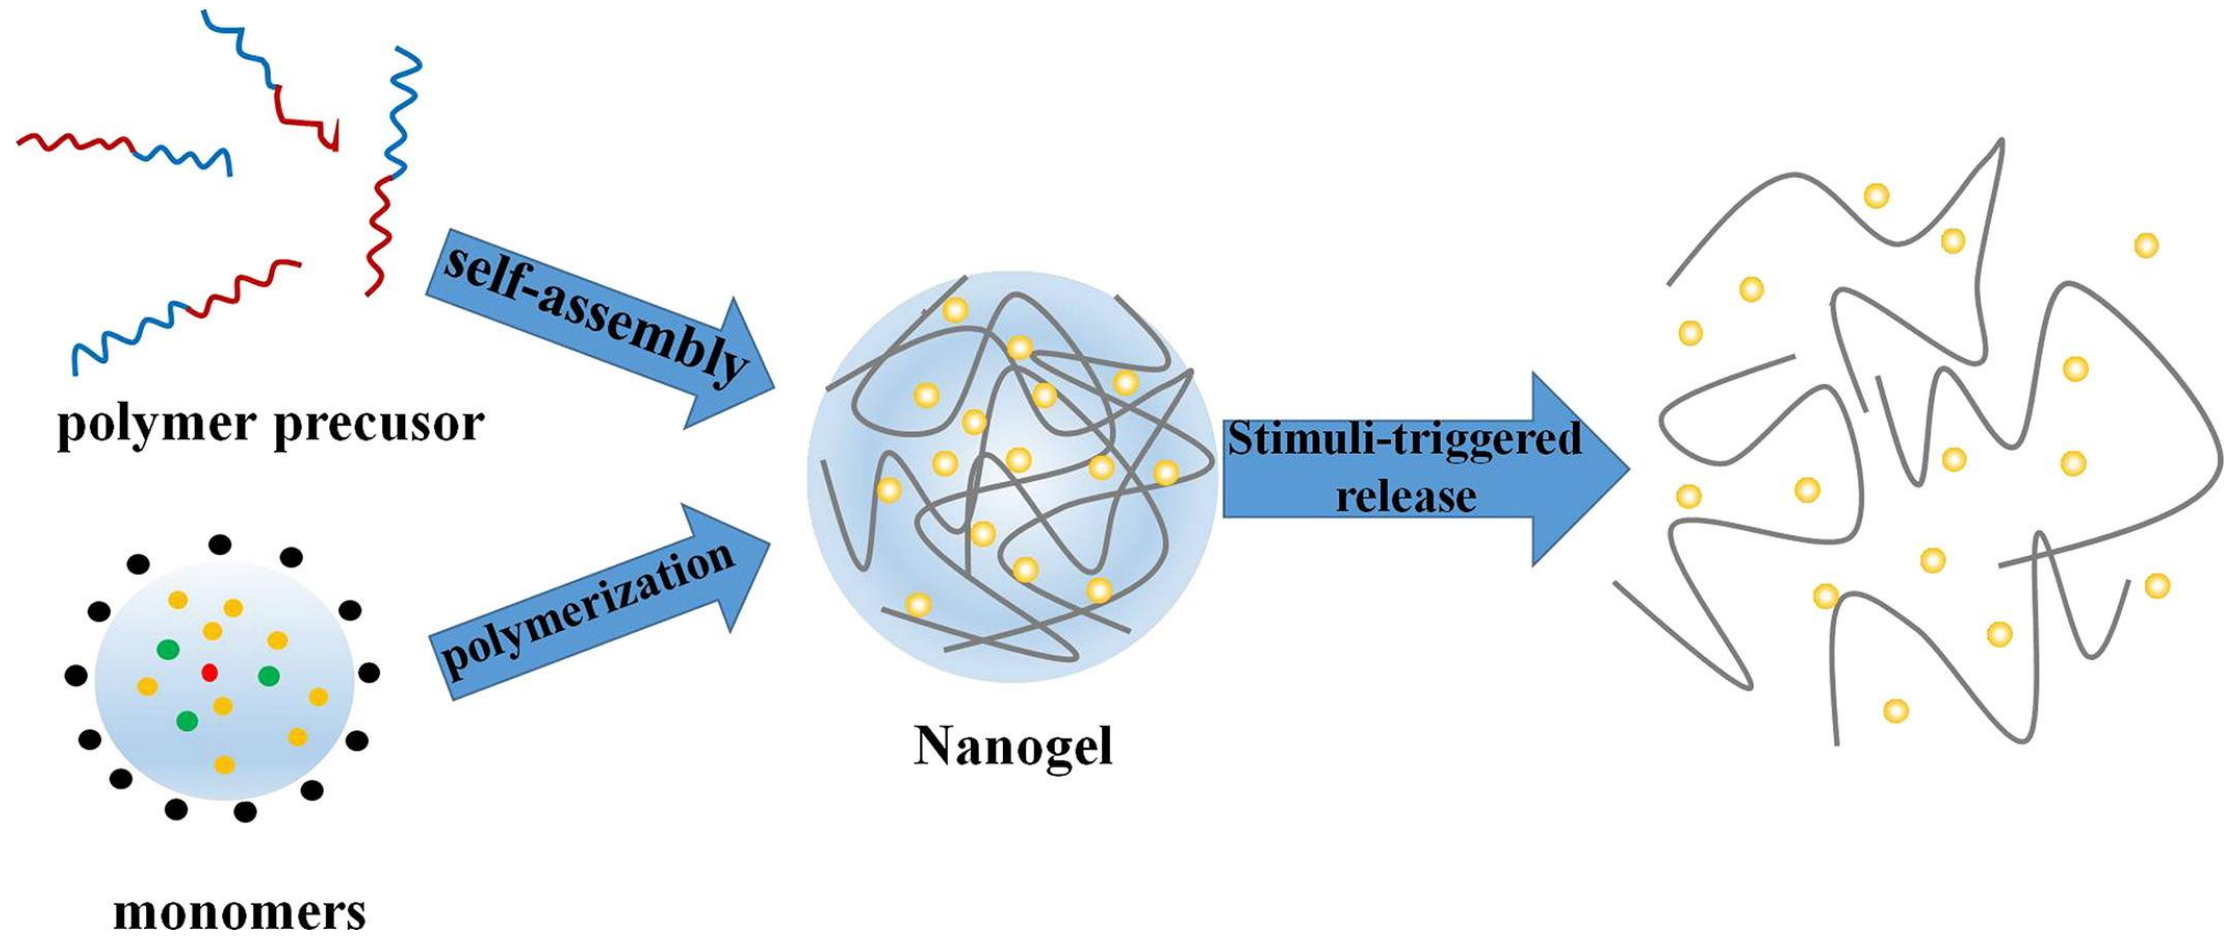 self-assembly
polymer precusor
polymerization
monomers
Nanogel
Stimuli-triggered
release